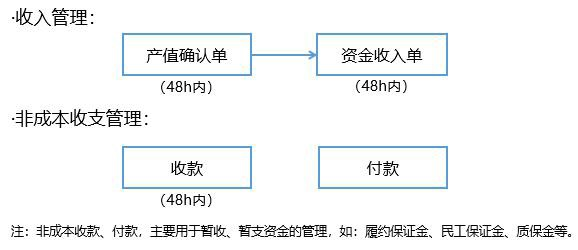 ·收入管理：
产值确认单 资金收入单
（48h内） （48h内）
·非成本收支管理：
收款 付款
（48h内）
注：非成本收款、付款，主要用于暂收、暂支资金的管理，如：履约保证金、民工保证金、质保金等。